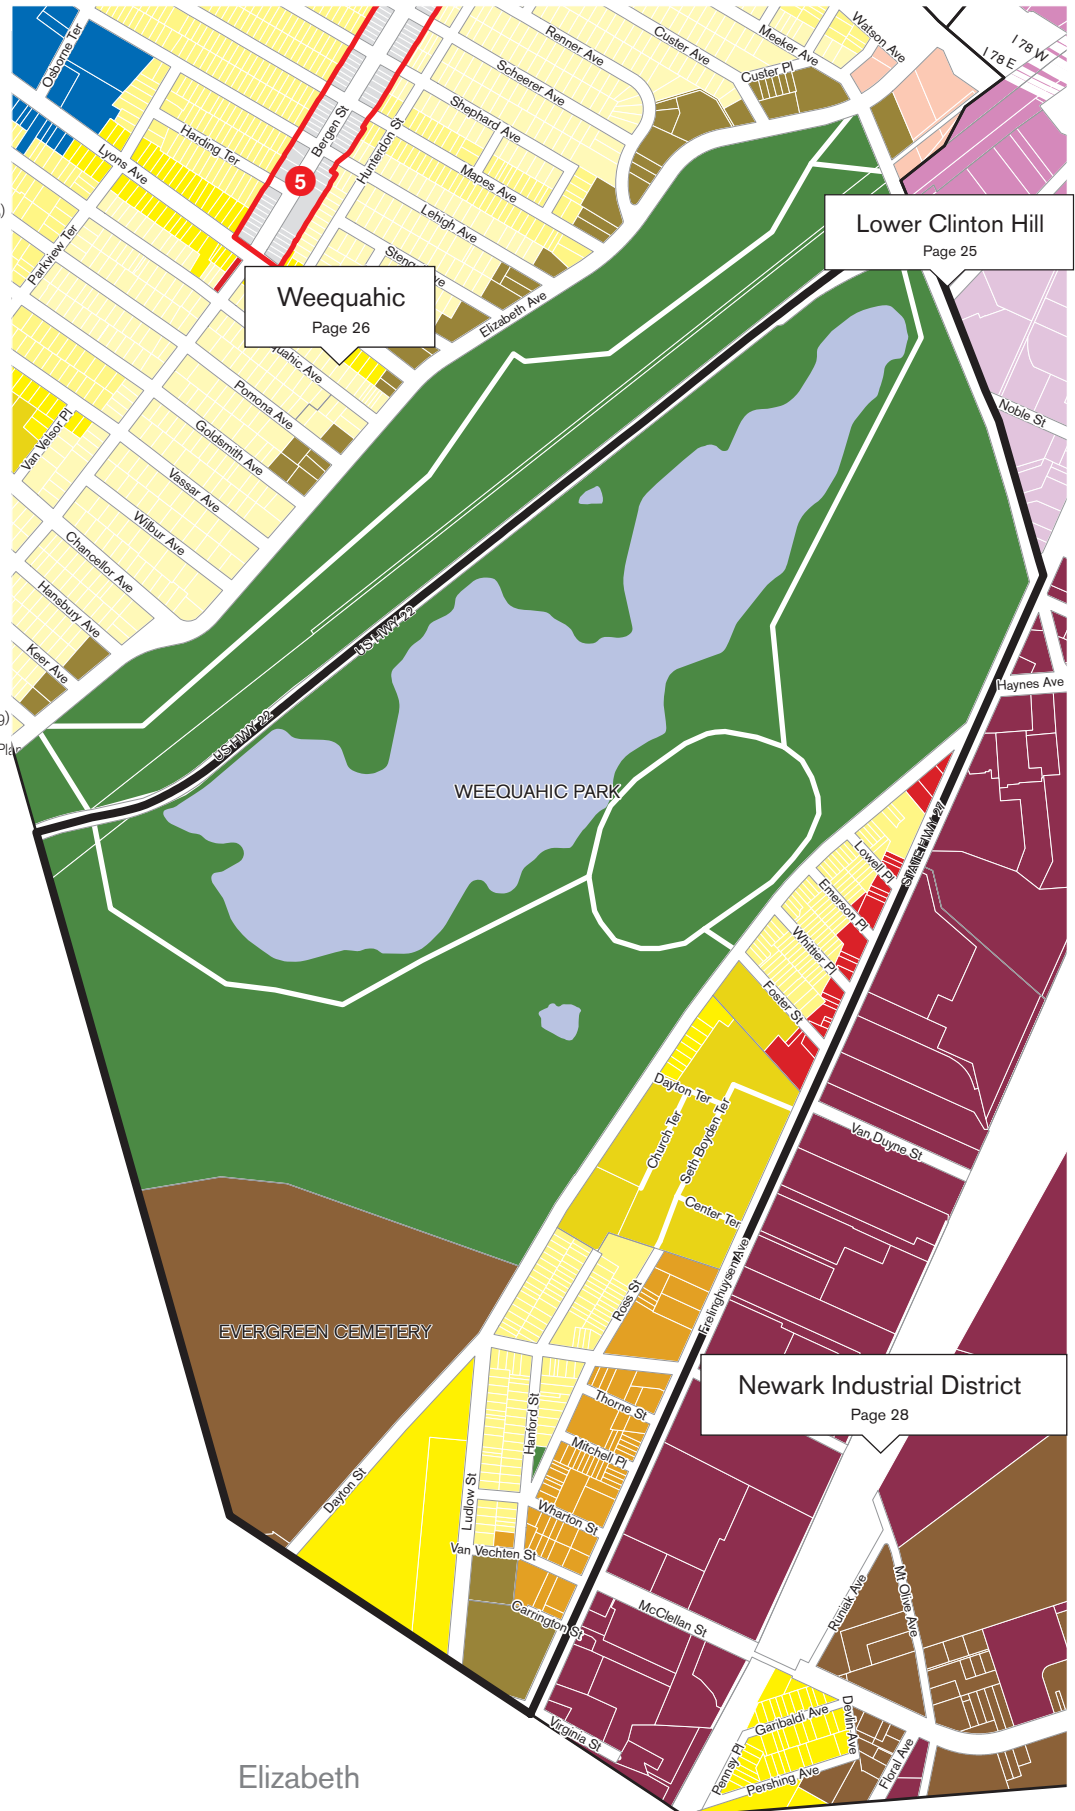 Osborne Ter
Renner Ave
Custer Ave
Meeker Ave
Watson Ave
I 78 W
I 78 E
Scheerer Ave
Custer Pl
Bergen St
Shephard Ave
Hunterdon St
Harding Ter
Lyons Ave
5
Mapes Ave
Lehigh Ave
Parkview Ter
Lower Clinton Hill
Page 25
Elizabeth Ave
Weequahic
Page 26
Pomona Ave
Noble St
Van Velsor Pl
Goldsmith Ave
Vassar Ave
Wilbur Ave
Chancellor Ave
Hansbury Ave
Keer Ave
US HWY 22
US HWY 22
Haynes Ave
WEEQUAHIC PARK
STATE HWY 27
Lowell Pl
Emerson Pl
Whittier Pl
Foster St
Dayton Ter
Church Ter
Seth Boyden Ter
Van Duyne St
Center Ter
Frelinghuysen Ave
Ross St
EVERGREEN CEMETERY
Newark Industrial District
Page 28
Thorne St
Hanford St
Mitchell Pl
Dayton St
Ludlow St
Wharton St
Van Vechten St
Carrington St
McClellan St
Runiak Ave
Mt Olive Ave
Virginia St
Garibaldi Ave
Devlin Ave
Pennsy Pl
Pershing Ave
Floral Ave
Elizabeth